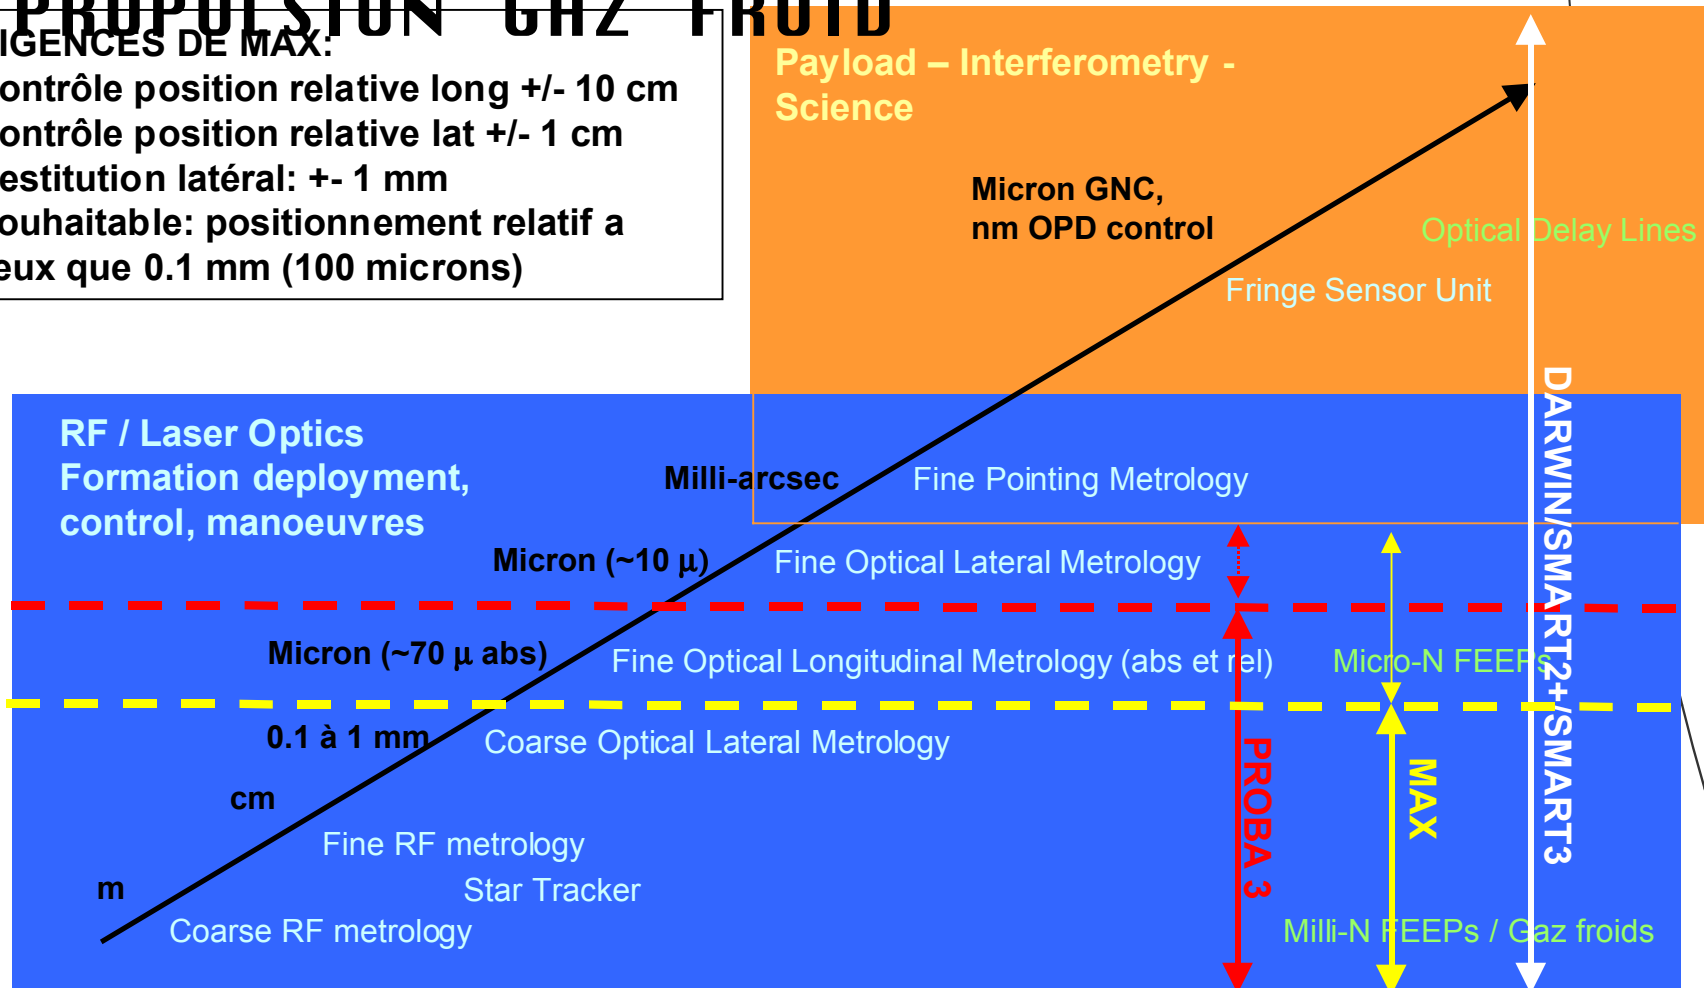 PROPULSION GAZ FROID
IGENCES DE MAX:
ontrôle position relative long +/- 10 cm
ontrôle position relative lat +/- 1 cm
estitution latéral: +- 1 mm
ouhaitable: positionnement relatif a
eux que 0.1 mm (100 microns)
Payload – Interferometry -
Science
Micron GNC,
nm OPD control
Optical Delay Lines
Fringe Sensor Unit
RF / Laser Optics
Formation deployment,
control, manoeuvres
Milli-arcsec
Fine Pointing Metrology
Micron (~10 μ)
Fine Optical Lateral Metrology
Micron (~70 μ abs)
Fine Optical Longitudinal Metrology (abs et rel)
Micro-N FEEPs
0.1 à 1 mm
Coarse Optical Lateral Metrology
cm
Fine RF metrology
m
Star Tracker
Coarse RF metrology
Milli-N FEEPs / Gaz froids
PROBA 3
MAX
DARWIN/SMART2+/SMART3